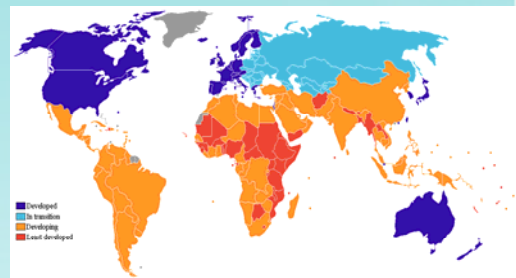 Developed
In transition
Developing
Least developed